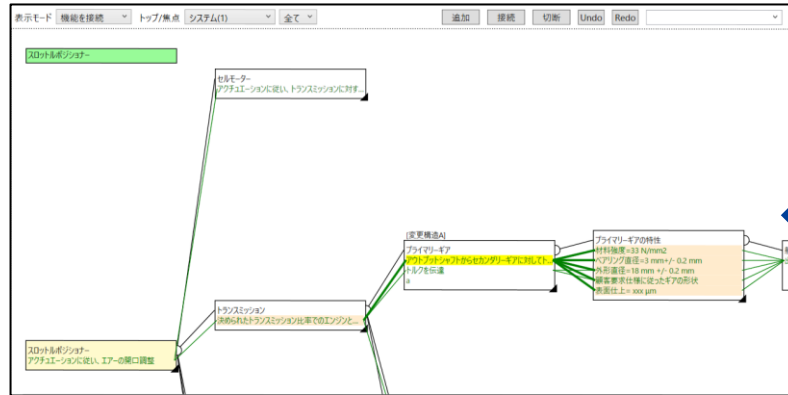 表示モード 機能を接続 トップ/焦点 システム(1) 全て 追加 接続 切断 Undo Redo
スロットルポジショナー
セルモーター
アクチュエーションに従い、トランスミッションに対す...
[変更構造A]
プライマリーギア
アウトプットシャフトからセカンダリーギアに対してト...
トルクを伝達
a
プライマリーギアの特性
材料強度=33 N/mm2
ベアリング直径=3 mm+/- 0.2 mm
外形直径=18 mm +/- 0.2 mm
顧客要求仕様に従ったギアの形状
表面仕上= xxx μm
トランスミッション
決められたトランスミッション比率でのエンジンと...
スロットルポジショナー
アクチュエーションに従い、エアーの開口調整